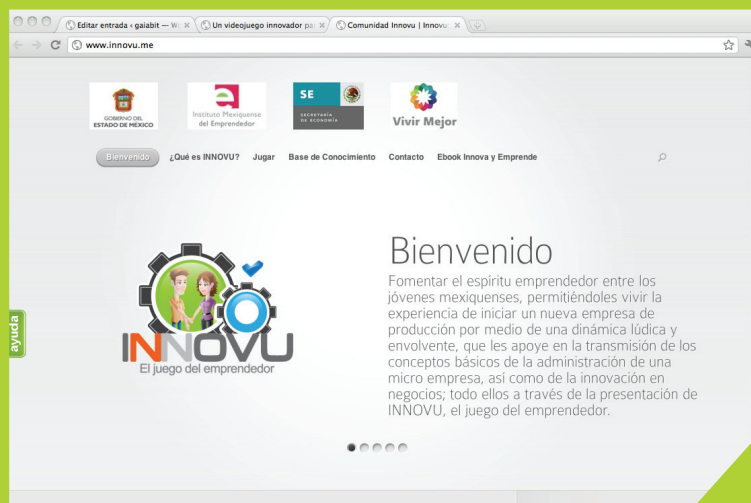 Editar entrada ‹ gaiabit — W
Un videojuego innovador pa
Comunidad Innovu | Innovu
www.innovu.me
GOBIERNO DEL
ESTADO DE MÉXICO
Instituto Mexiquense
del Emprendedor
SE
SECRETARÍA
DE ECONOMÍA
Vivir Mejor
Bienvenido ¿Qué es INNOVU? Jugar Base de Conocimiento Contacto Ebook Innova y Emprende
ayuda
INNOVU
El juego del emprendedor
Bienvenido
Fomentar el espíritu emprendedor entre los
jóvenes mexiquenses, permitiéndoles vivir la
experiencia de iniciar un nueva empresa de
producción por medio de una dinámica lúdica y
envolvente, que les apoye en la transmisión de los
conceptos básicos de la administración de una
micro empresa, así como de la innovación en
negocios; todo ellos a través de la presentación de
INNOVU, el juego del emprendedor.